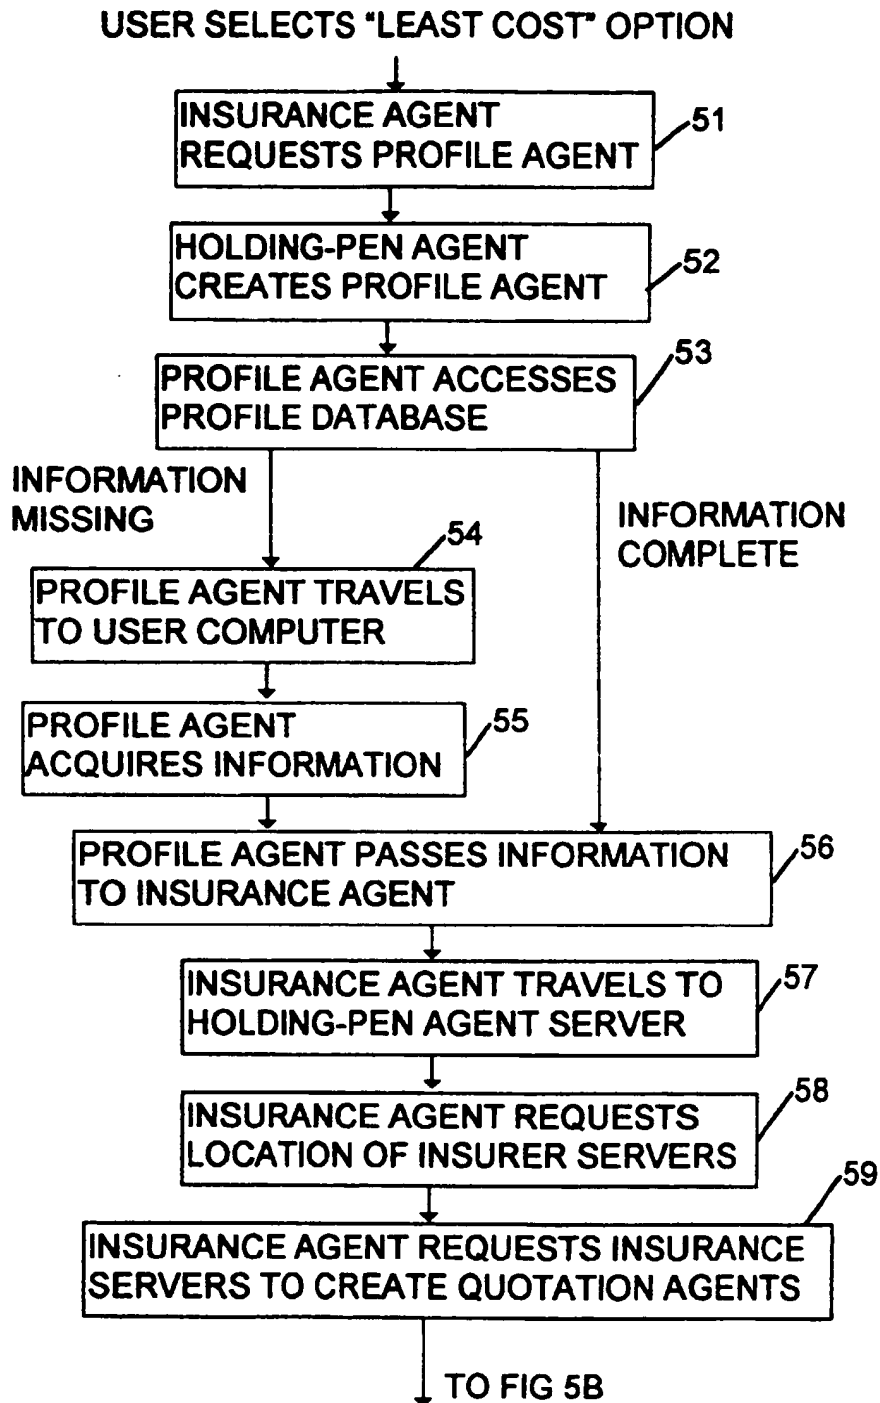 USER SELECTS "LEAST COST" OPTION
INSURANCE AGENT
REQUESTS PROFILE AGENT
51
HOLDING-PEN AGENT
CREATES PROFILE AGENT
52
PROFILE AGENT ACCESSES
PROFILE DATABASE
53
INFORMATION
MISSING
INFORMATION
COMPLETE
54
PROFILE AGENT TRAVELS
TO USER COMPUTER
PROFILE AGENT
ACQUIRES INFORMATION
55
PROFILE AGENT PASSES INFORMATION
TO INSURANCE AGENT
56
INSURANCE AGENT TRAVELS TO
HOLDING-PEN AGENT SERVER
57
INSURANCE AGENT REQUESTS
LOCATION OF INSURER SERVERS
58
59
INSURANCE AGENT REQUESTS INSURANCE
SERVERS TO CREATE QUOTATION AGENTS
TO FIG 5B